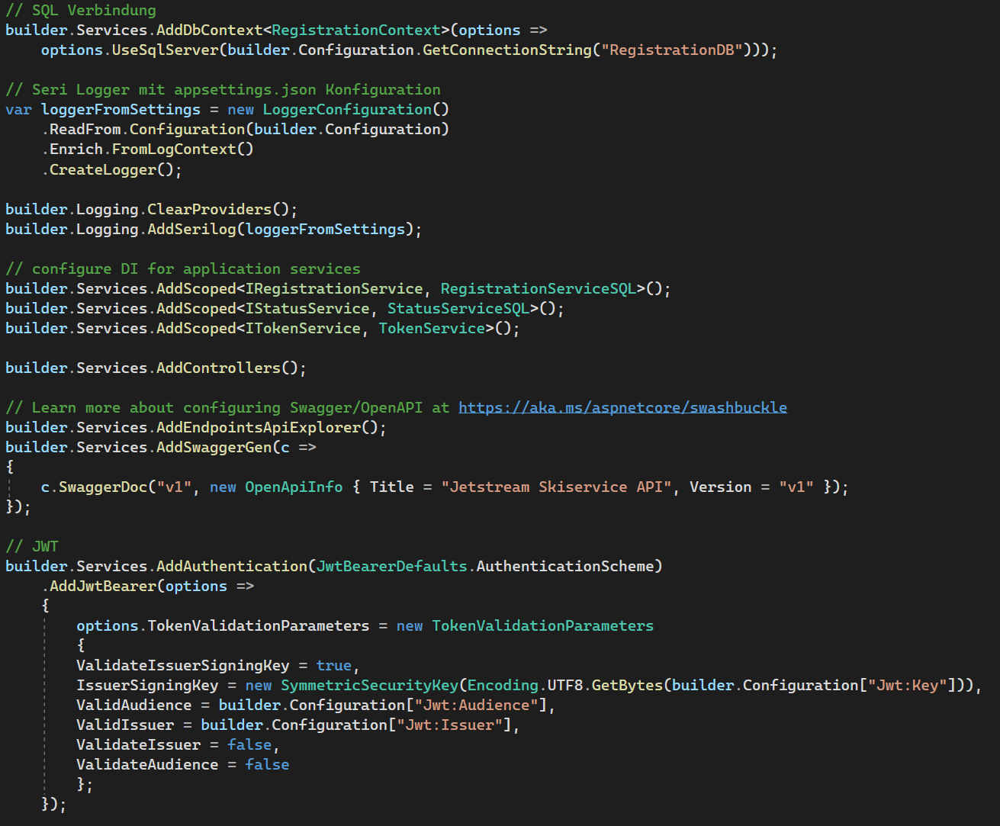 // SQL Verbindung
builder.Services.AddDbContext<RegistrationContext>(options =>
    options.UseSqlServer(builder.Configuration.GetConnectionString("RegistrationDB")));

// Seri Logger mit appsettings.json Konfiguration
var loggerFromSettings = new LoggerConfiguration()
    .ReadFrom.Configuration(builder.Configuration)
    .Enrich.FromLogContext()
    .CreateLogger();

builder.Logging.ClearProviders();
builder.Logging.AddSerilog(loggerFromSettings);

// configure DI for application services
builder.Services.AddScoped<IRegistrationService, RegistrationServiceSQL>();
builder.Services.AddScoped<IStatusService, StatusServiceSQL>();
builder.Services.AddScoped<ITokenService, TokenService>();

builder.Services.AddControllers();

// Learn more about configuring Swagger/OpenAPI at https://aka.ms/aspnetcore/swashbuckle
builder.Services.AddEndpointsApiExplorer();
builder.Services.AddSwaggerGen(c =>
{
    c.SwaggerDoc("v1", new OpenApiInfo { Title = "Jetstream Skiservice API", Version = "v1" });
});

// JWT
builder.Services.AddAuthentication(JwtBearerDefaults.AuthenticationScheme)
    .AddJwtBearer(options =>
    {
        options.TokenValidationParameters = new TokenValidationParameters
        {
        ValidateIssuerSigningKey = true,
        IssuerSigningKey = new SymmetricSecurityKey(Encoding.UTF8.GetBytes(builder.Configuration["Jwt:Key"])),
        ValidAudience = builder.Configuration["Jwt:Audience"],
        ValidIssuer = builder.Configuration["Jwt:Issuer"],
        ValidateIssuer = false,
        ValidateAudience = false
        };
    });